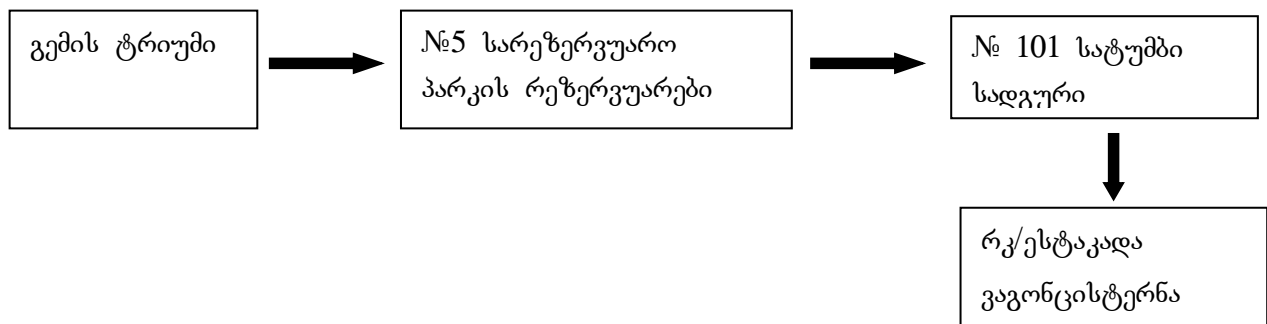 გემის ტრიუმი
№5 სარეზერვუარო
პარკის რეზერვუარები
№ 101 სატუმბი
სადგური
რკ/ესტაკადა
ვაგონცისტერნა